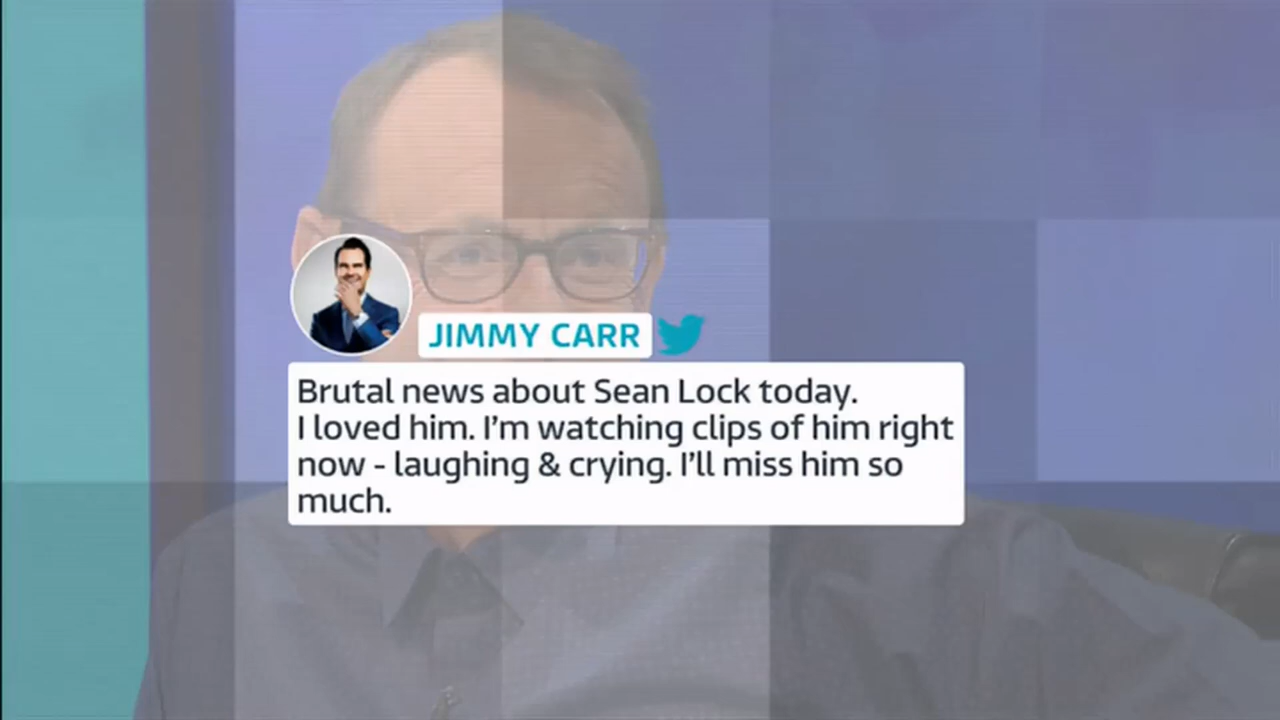 JIMMY CARR
Brutal news about Sean Lock today.
I loved him. I'm watching clips of him right
now - laughing & crying. I'll miss him so
much.